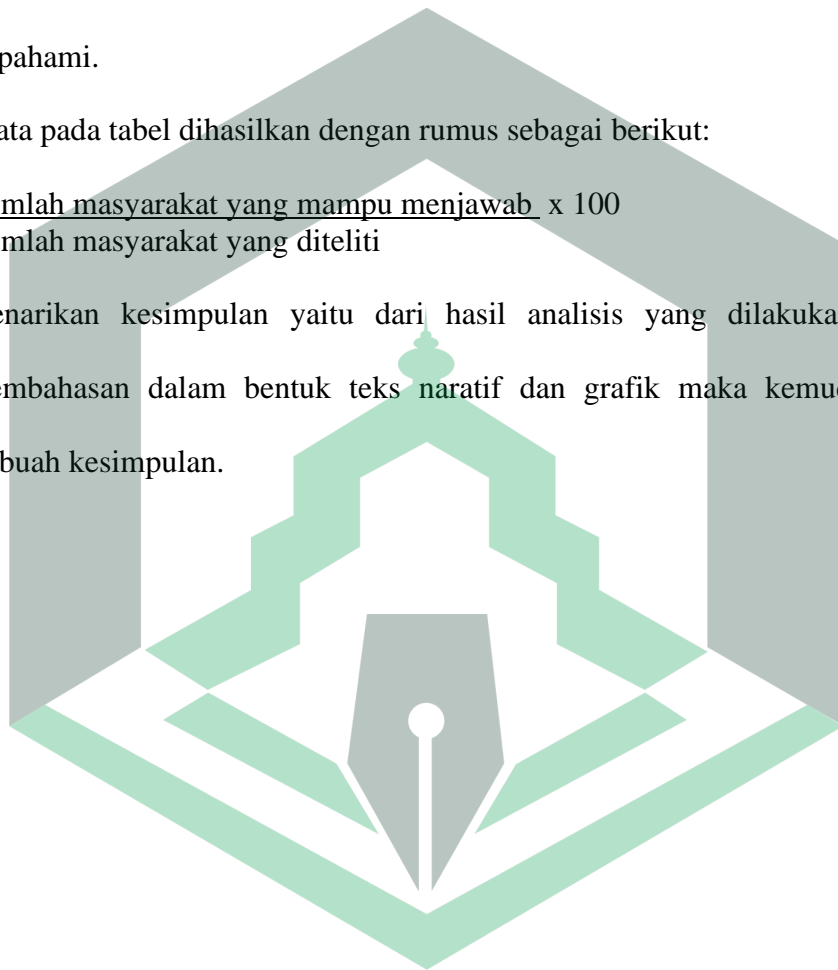 pahami.
ata pada tabel dihasilkan dengan rumus sebagai berikut:
mlah masyarakat yang mampu menjawab x 100
mlah masyarakat yang diteliti
enarikan kesimpulan yaitu dari hasil analisis yang dilakuka
embahasan dalam bentuk teks naratif dan grafik maka kemu
buah kesimpulan.